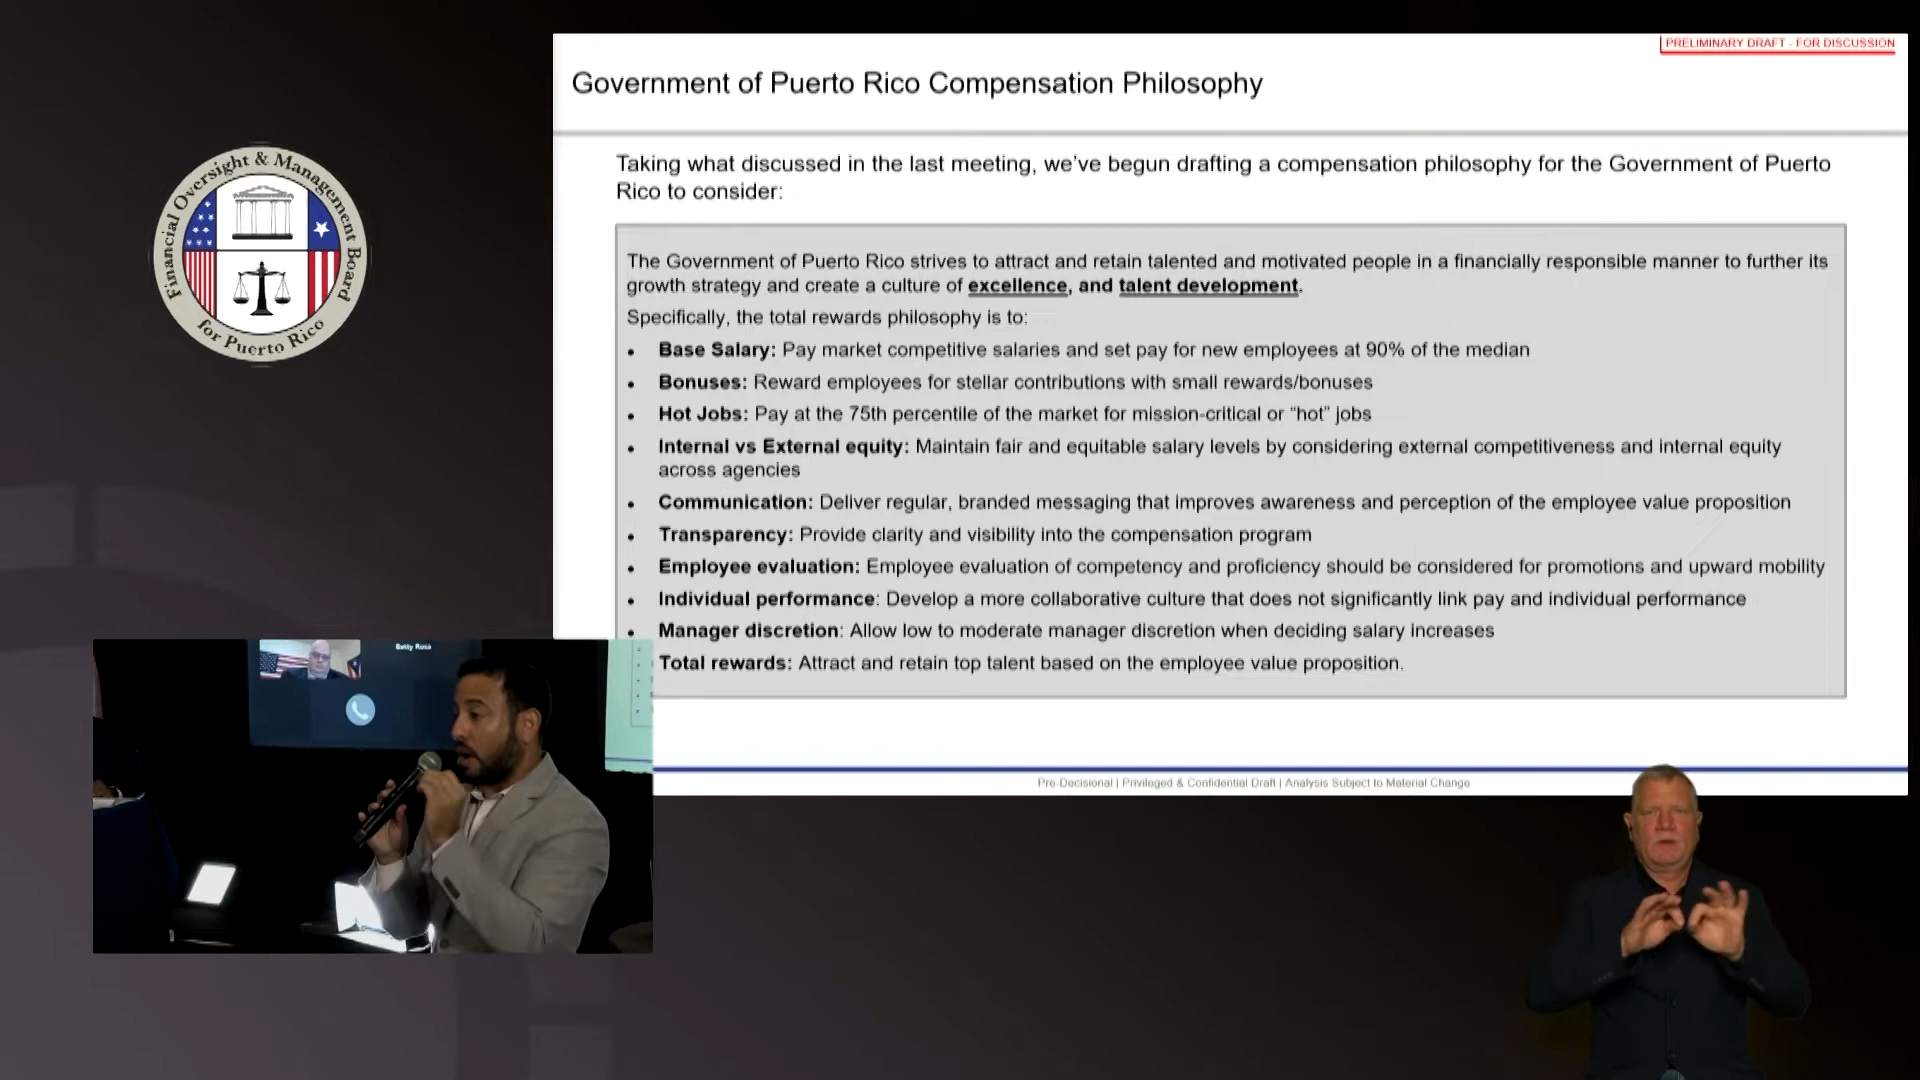 PRELIMINARY DRAFT - FOR DISCUSSION
Government of Puerto Rico Compensation Philosophy
Taking what discussed in the last meeting, we've begun drafting a compensation philosophy for the Government of Puerto
Rico to consider:
The Government of Puerto Rico strives to attract and retain talented and motivated people in a financially responsible manner to further its
growth strategy and create a culture of excellence, and talent development.
Specifically, the total rewards philosophy is to:
• Base Salary: Pay market competitive salaries and set pay for new employees at 90% of the median
• Bonuses: Reward employees for stellar contributions with small rewards/bonuses
• Hot Jobs: Pay at the 75th percentile of the market for mission-critical or “hot” jobs
• Internal vs External equity: Maintain fair and equitable salary levels by considering external competitiveness and internal equity
across agencies
• Communication: Deliver regular, branded messaging that improves awareness and perception of the employee value proposition
• Transparency: Provide clarity and visibility into the compensation program
• Employee evaluation: Employee evaluation of competency and proficiency should be considered for promotions and upward mobility
• Individual performance: Develop a more collaborative culture that does not significantly link pay and individual performance
• Manager discretion: Allow low to moderate manager discretion when deciding salary increases
Total rewards: Attract and retain top talent based on the employee value proposition.
Pre-Decisional | Privileged & Confidential Draft | Analysis Subject to Material Change
Financial Oversight & Management Board
for Puerto Rico
Betty Rosa